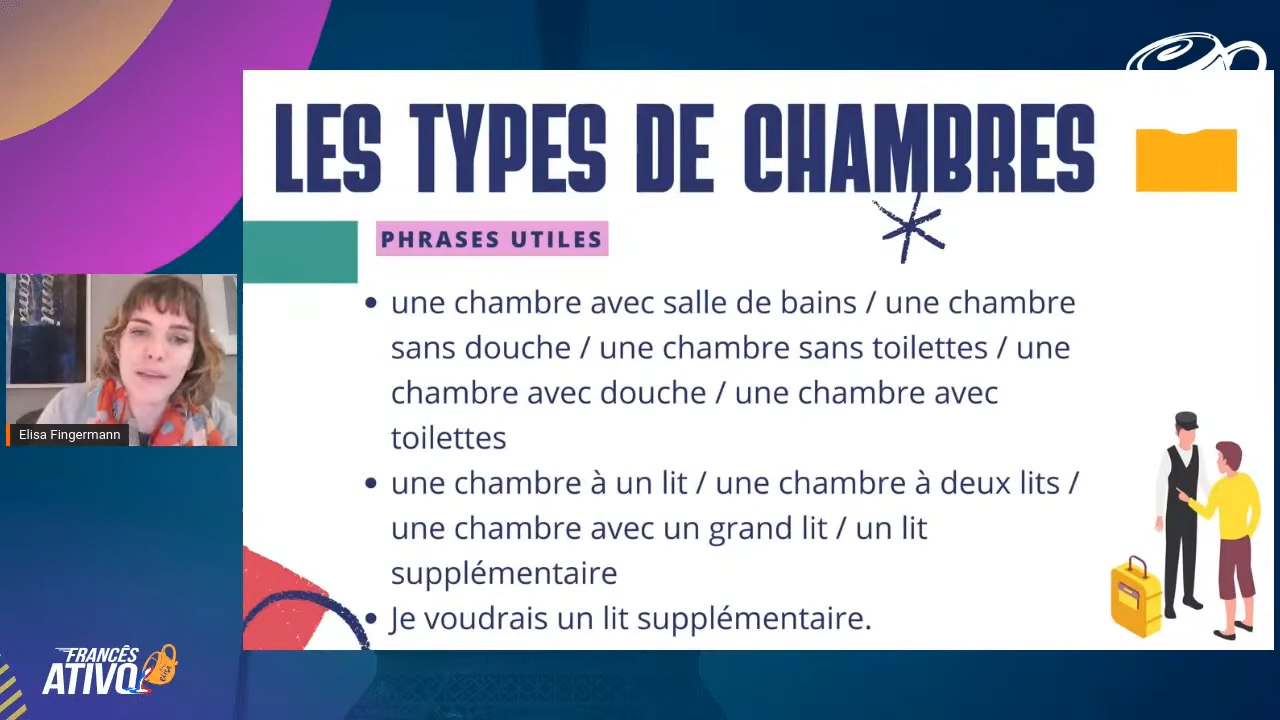 LES TYPES DE CHAMBRES
PHRASES UTILES
• une chambre avec salle de bains / une chambre
sans douche / une chambre sans toilettes / une
chambre avec douche / une chambre avec
toilettes
• une chambre à un lit / une chambre à deux lits /
une chambre avec un grand lit / un lit
supplémentaire
• Je voudrais un lit supplémentaire.
Elisa Fingermann
FRANCÊS
ATIVO